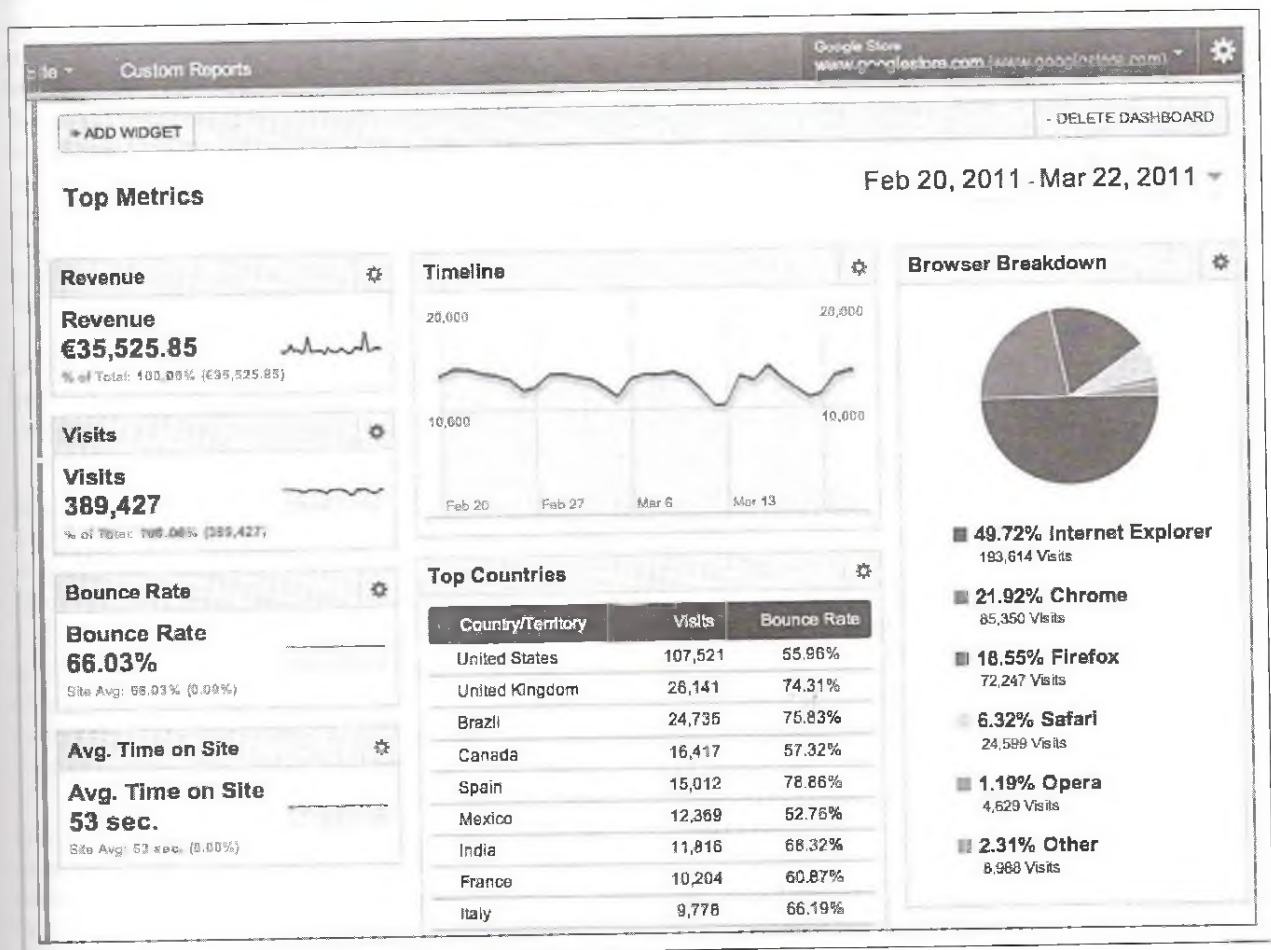 Custom Reports
Google Store
+ ADD WIDGET
- DELETE DASHBOARD
Top Metrics
Feb 20, 2011 - Mar 22, 2011
Revenue
Revenue
€35,525.85
% of Total: 100.00% (€35,525.85)
Visits
Visits
389,427
% of Total: 100.00% (389,427)
Bounce Rate
Bounce Rate
66.03%
Site Avg: 66.03% (0.00%)
Avg. Time on Site
Avg. Time on Site
53 sec.
Site Avg: 53 sec. (0.00%)
Timeline
20,000
20,000
10,000
10,000
Feb 20
Feb 27
Mar 6
Mar 13
Top Countries
Country/Territory Visits Bounce Rate
United States 107,521 55.96%
United Kingdom 26,141 74.31%
Brazil 24,735 75.83%
Canada 16,417 57.32%
Spain 15,012 78.86%
Mexico 12,369 52.76%
India 11,816 68.32%
France 10,204 60.87%
Italy 9,778 66.19%
Browser Breakdown
49.72% Internet Explorer
193,614 Visits
21.92% Chrome
85,350 Visits
18.55% Firefox
72,247 Visits
6.32% Safari
24,599 Visits
1.19% Opera
4,629 Visits
2.31% Other
8,988 Visits